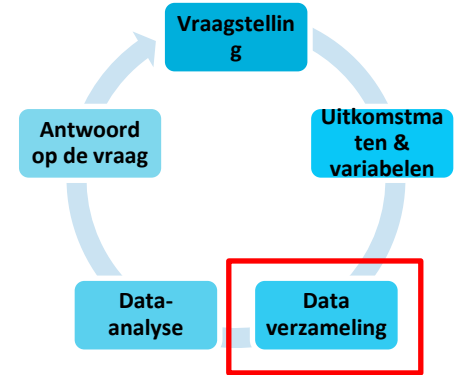 Vraagstellin
g
Uitkomstma
ten &
variabelen
Data
verzameling
Data-
analyse
Antwoord
op de vraag